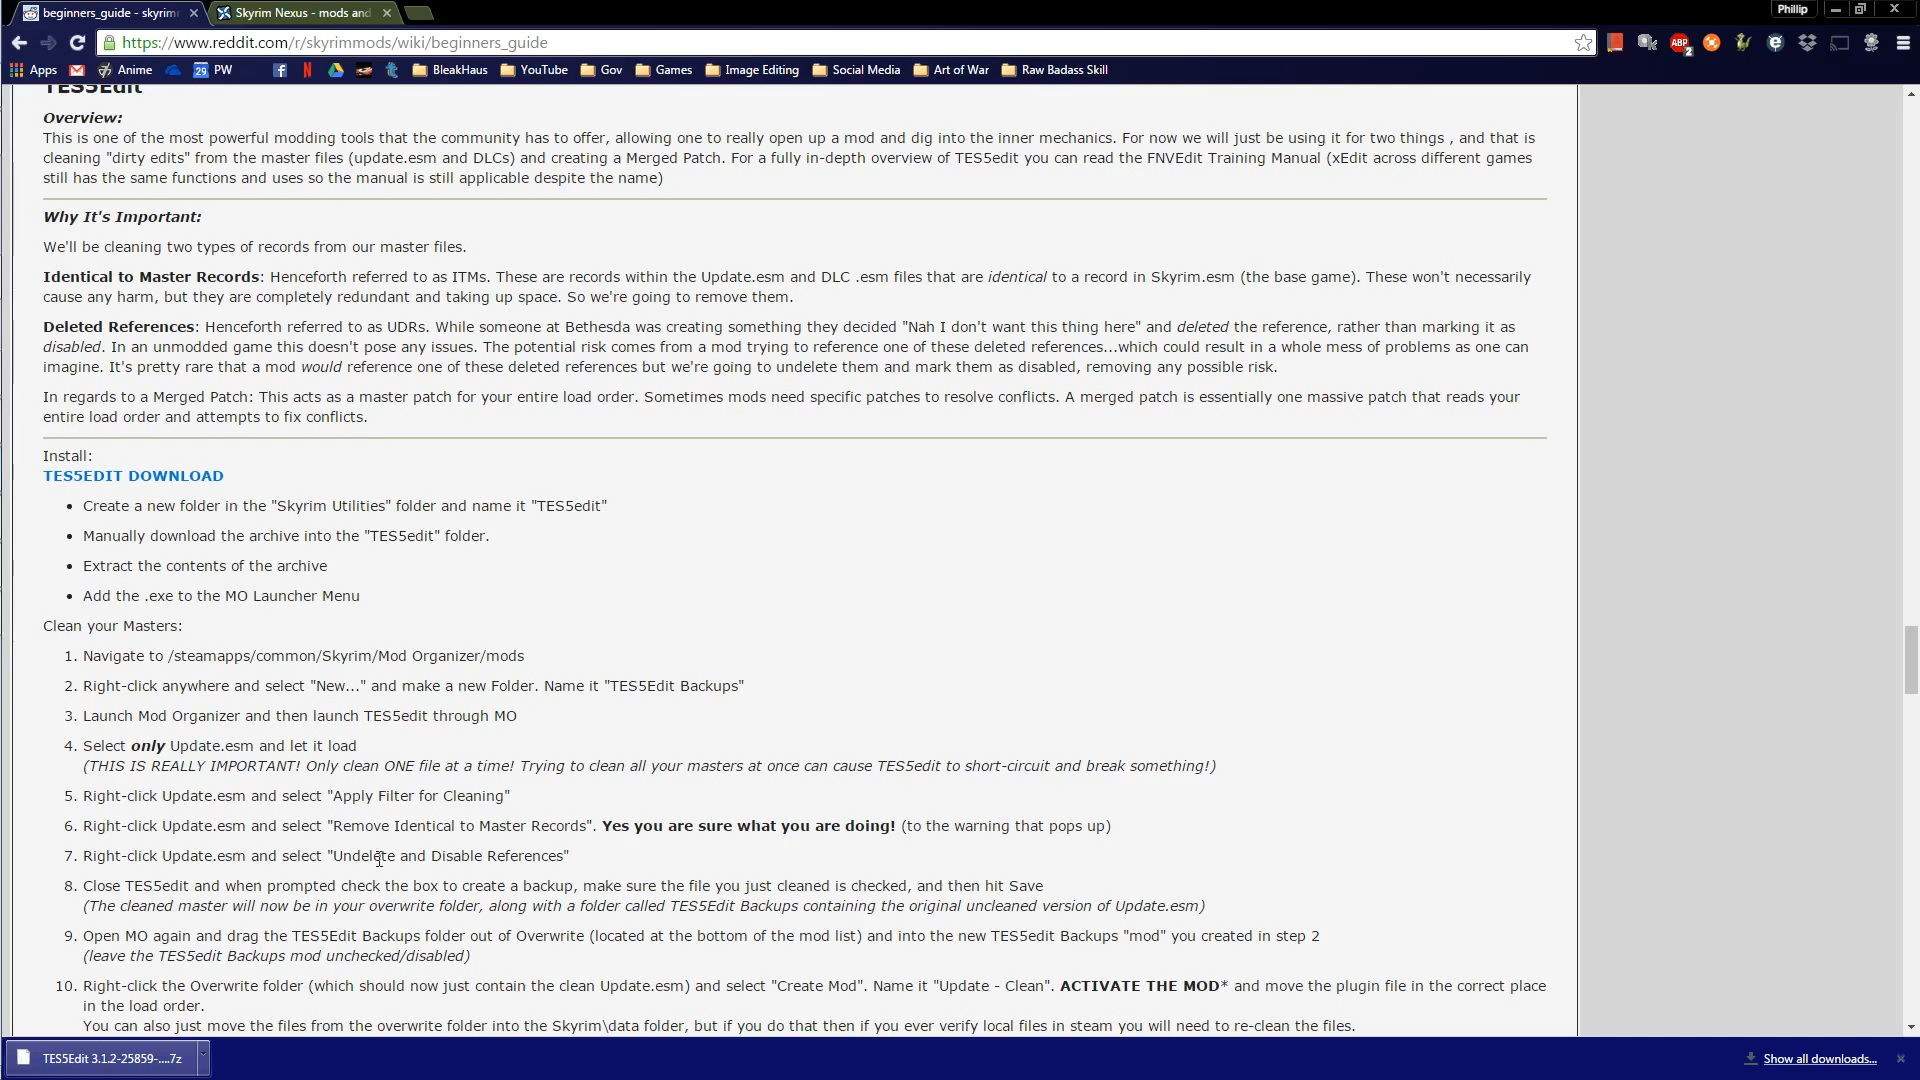 beginners_guide - skyrim
Skyrim Nexus - mods and
Phillip
https://www.reddit.com/r/skyrimmods/wiki/beginners_guide
Apps
Anime
29
PW
BleakHaus
YouTube
Gov
Games
Image Editing
Social Media
Art of War
Raw Badass Skill
ABP
2
TES5Edit
Overview:
This is one of the most powerful modding tools that the community has to offer, allowing one to really open up a mod and dig into the inner mechanics. For now we will just be using it for two things , and that is
cleaning "dirty edits" from the master files (update.esm and DLCs) and creating a Merged Patch. For a fully in-depth overview of TES5edit you can read the FNVEdit Training Manual (xEdit across different games
still has the same functions and uses so the manual is still applicable despite the name)
Why It's Important:
We'll be cleaning two types of records from our master files.
Identical to Master Records: Henceforth referred to as ITMs. These are records within the Update.esm and DLC .esm files that are identical to a record in Skyrim.esm (the base game). These won't necessarily
cause any harm, but they are completely redundant and taking up space. So we're going to remove them.
Deleted References: Henceforth referred to as UDRs. While someone at Bethesda was creating something they decided "Nah I don't want this thing here" and deleted the reference, rather than marking it as
disabled. In an unmodded game this doesn't pose any issues. The potential risk comes from a mod trying to reference one of these deleted references...which could result in a whole mess of problems as one can
imagine. It's pretty rare that a mod would reference one of these deleted references but we're going to undelete them and mark them as disabled, removing any possible risk.
In regards to a Merged Patch: This acts as a master patch for your entire load order. Sometimes mods need specific patches to resolve conflicts. A merged patch is essentially one massive patch that reads your
entire load order and attempts to fix conflicts.
Install:
TES5EDIT DOWNLOAD
• Create a new folder in the "Skyrim Utilities" folder and name it "TES5edit"
• Manually download the archive into the "TES5edit" folder.
• Extract the contents of the archive
• Add the .exe to the MO Launcher Menu
Clean your Masters:
1. Navigate to /steamapps/common/Skyrim/Mod Organizer/mods
2. Right-click anywhere and select "New..." and make a new Folder. Name it "TES5Edit Backups"
3. Launch Mod Organizer and then launch TES5edit through MO
4. Select only Update.esm and let it load
(THIS IS REALLY IMPORTANT! Only clean ONE file at a time! Trying to clean all your masters at once can cause TES5edit to short-circuit and break something!)
5. Right-click Update.esm and select "Apply Filter for Cleaning"
6. Right-click Update.esm and select "Remove Identical to Master Records". Yes you are sure what you are doing! (to the warning that pops up)
7. Right-click Update.esm and select "Undelete and Disable References"
8. Close TES5edit and when prompted check the box to create a backup, make sure the file you just cleaned is checked, and then hit Save
(The cleaned master will now be in your overwrite folder, along with a folder called TES5Edit Backups containing the original uncleaned version of Update.esm)
9. Open MO again and drag the TES5Edit Backups folder out of Overwrite (located at the bottom of the mod list) and into the new TES5edit Backups "mod" you created in step 2
(leave the TES5edit Backups mod unchecked/disabled)
10. Right-click the Overwrite folder (which should now just contain the clean Update.esm) and select "Create Mod". Name it "Update - Clean". ACTIVATE THE MOD* and move the plugin file in the correct place
in the load order.
You can also just move the files from the overwrite folder into the Skyrim\data folder, but if you do that then if you ever verify local files in steam you will need to re-clean the files.
TES5Edit 3.1.2-25859-....7z
Show all downloads...